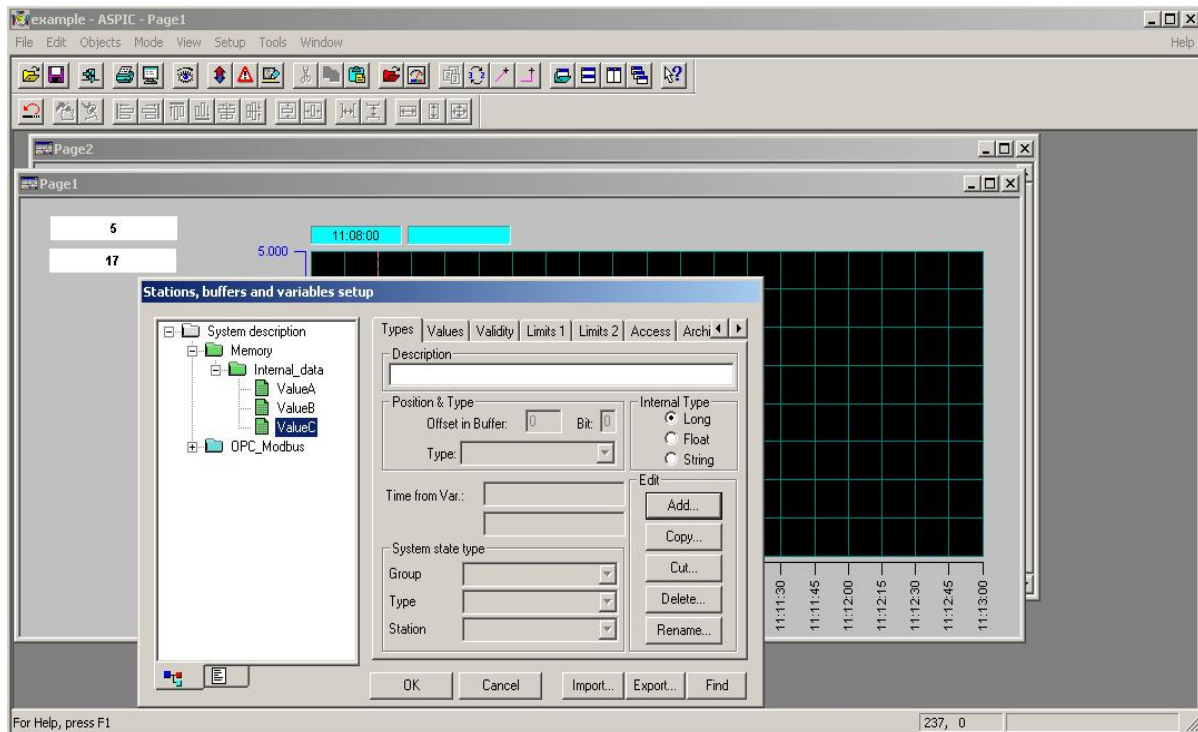 example - ASPIC - Page1
File Edit Objects Mode View Setup Tools Window Help
Page2
Page1
5
17
11:08:00
5.000
Stations, buffers and variables setup
System description
Memory
Internal_data
ValueA
ValueB
ValueC
OPC_Modbus
Types Values Validity Limits 1 Limits 2 Access Archi
Description
Position & Type
Offset in Buffer: 0 Bit: 0
Type:
Internal Type
Long
Float
String
Time from Var.:
System state type
Group
Type
Station
Edit
Add...
Copy...
Cut...
Delete...
Rename...
OK Cancel Import... Export... Find
11:11:30
11:11:45
11:12:00
11:12:15
11:12:30
11:12:45
11:13:00
For Help, press F1
237, 0